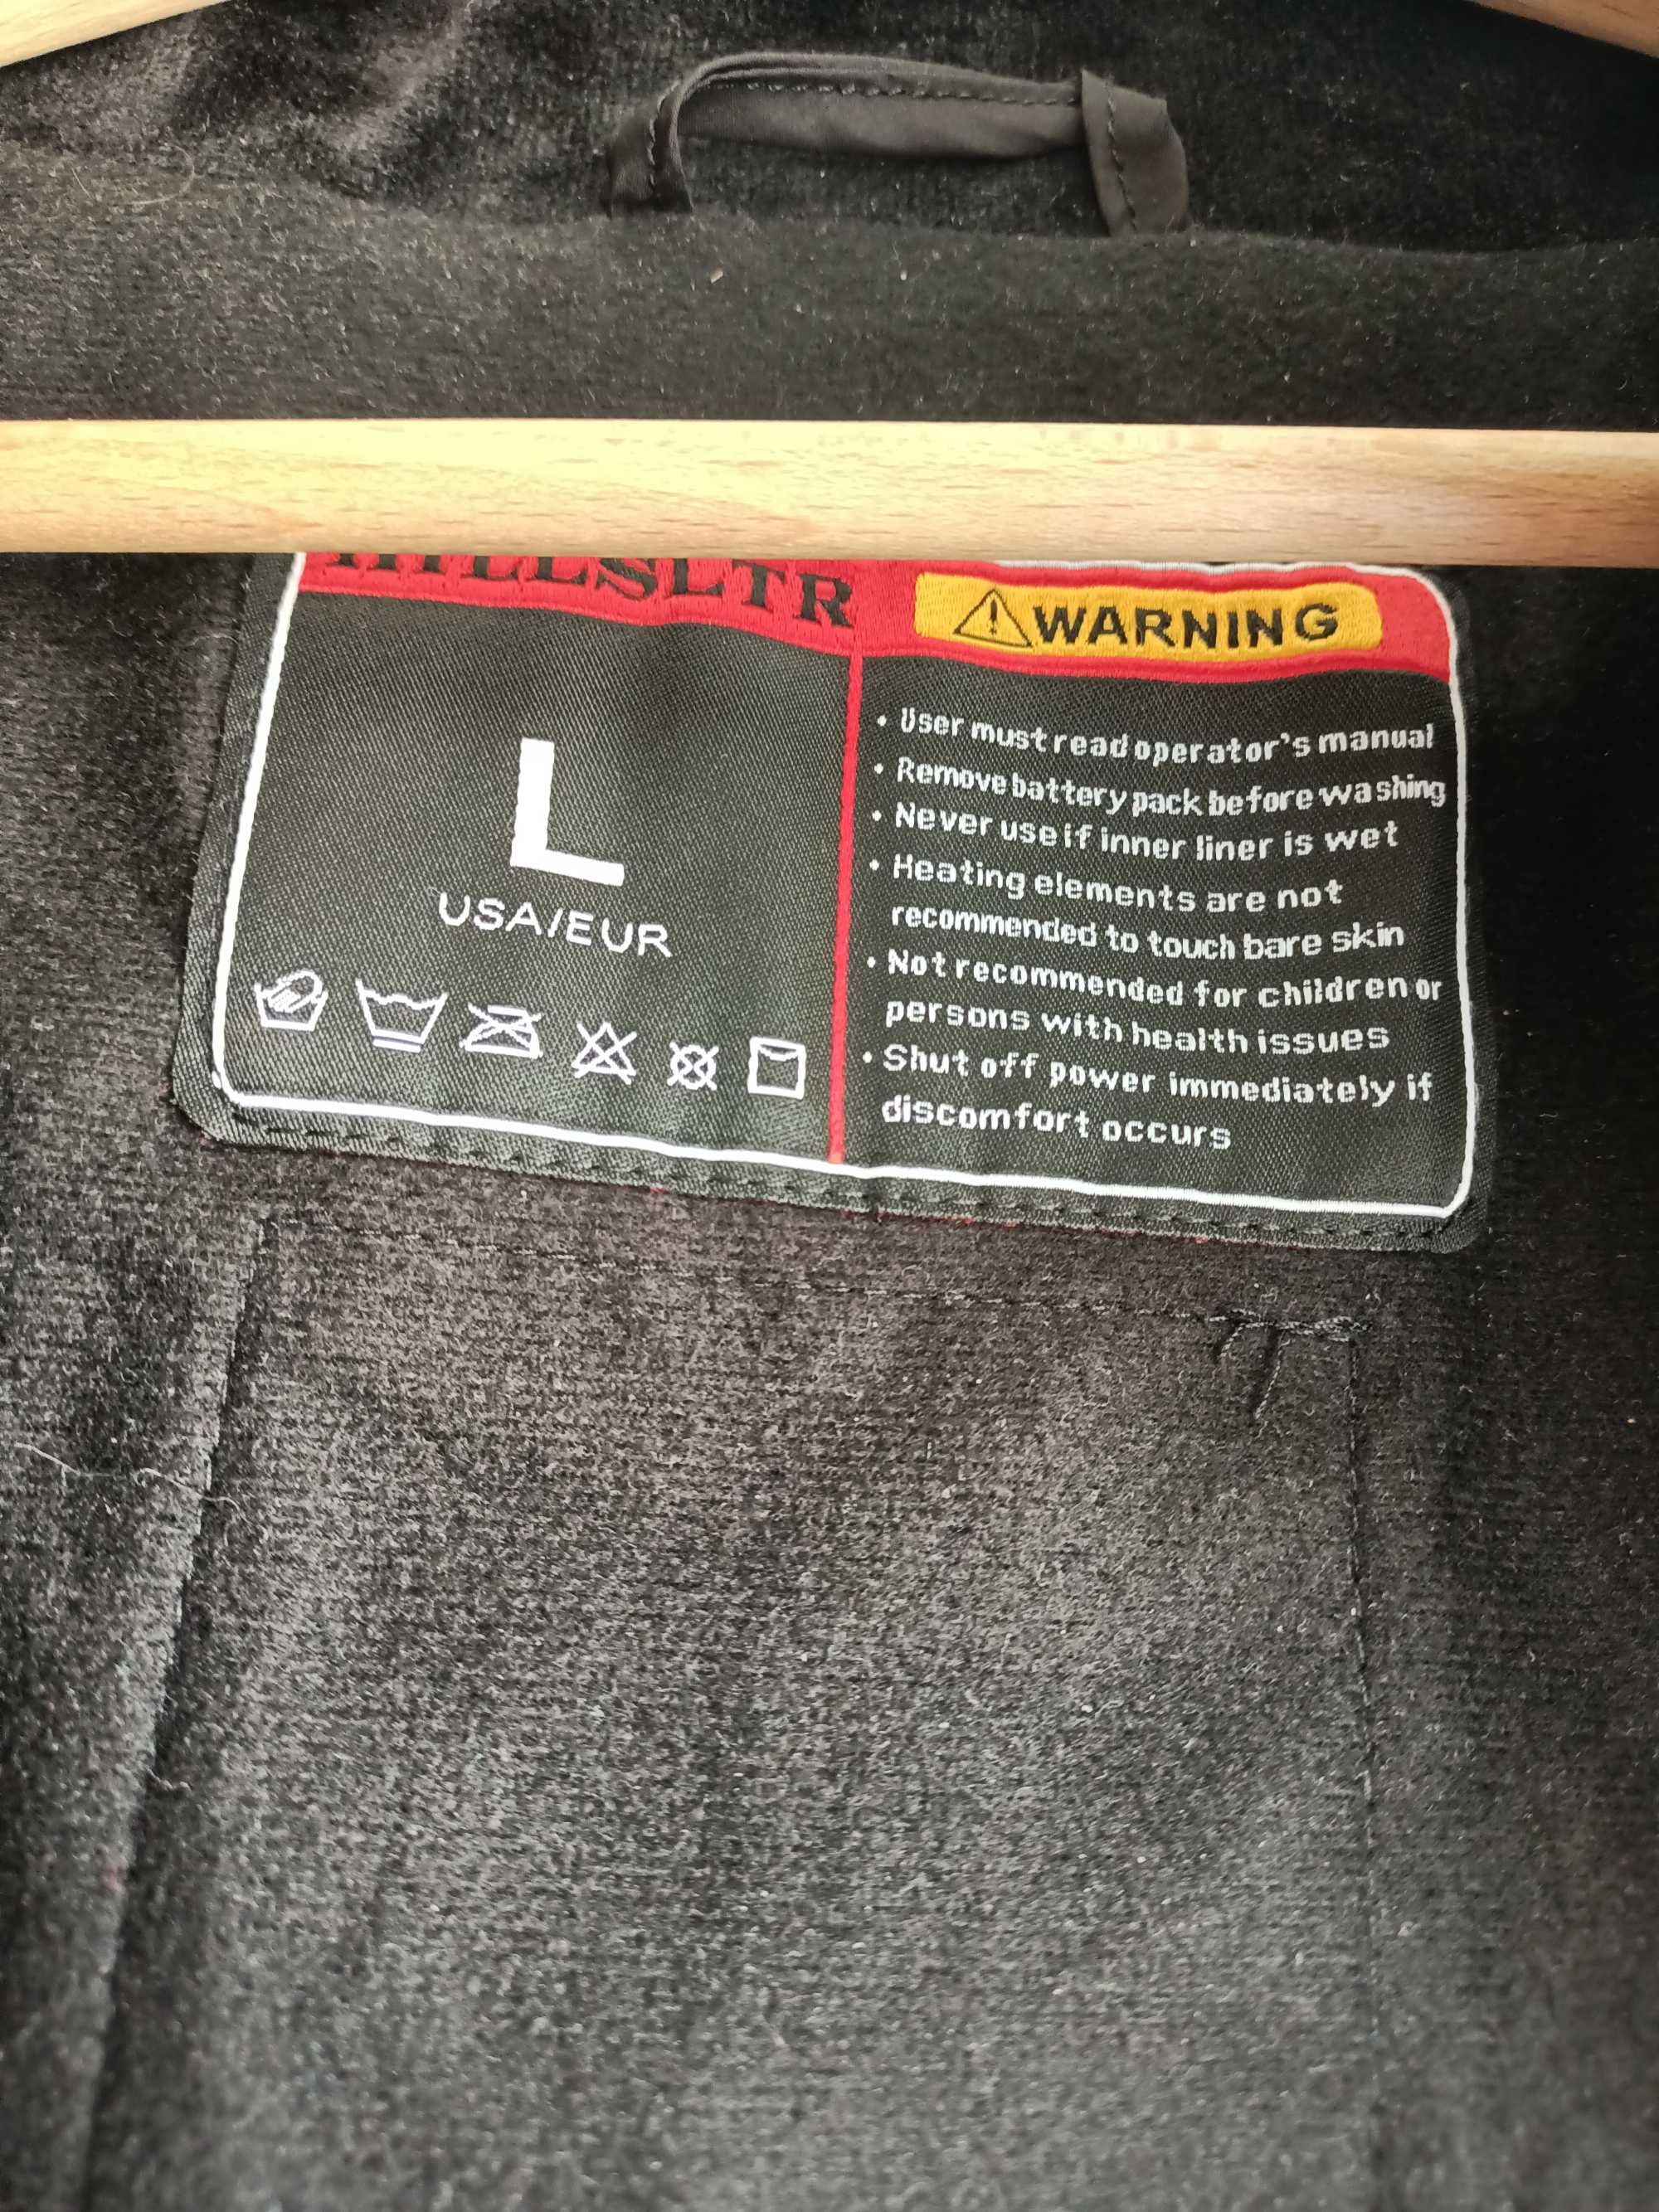 HILLSLTR
WARNING
L
USA/EUR
• User must read operator's manual
• Remove battery pack before washing
• Never use if inner liner is wet
• Heating elements are not
recommended to touch bare skin
• Not recommended for children or
persons with health issues
• Shut off power immediately if
discomfort occurs